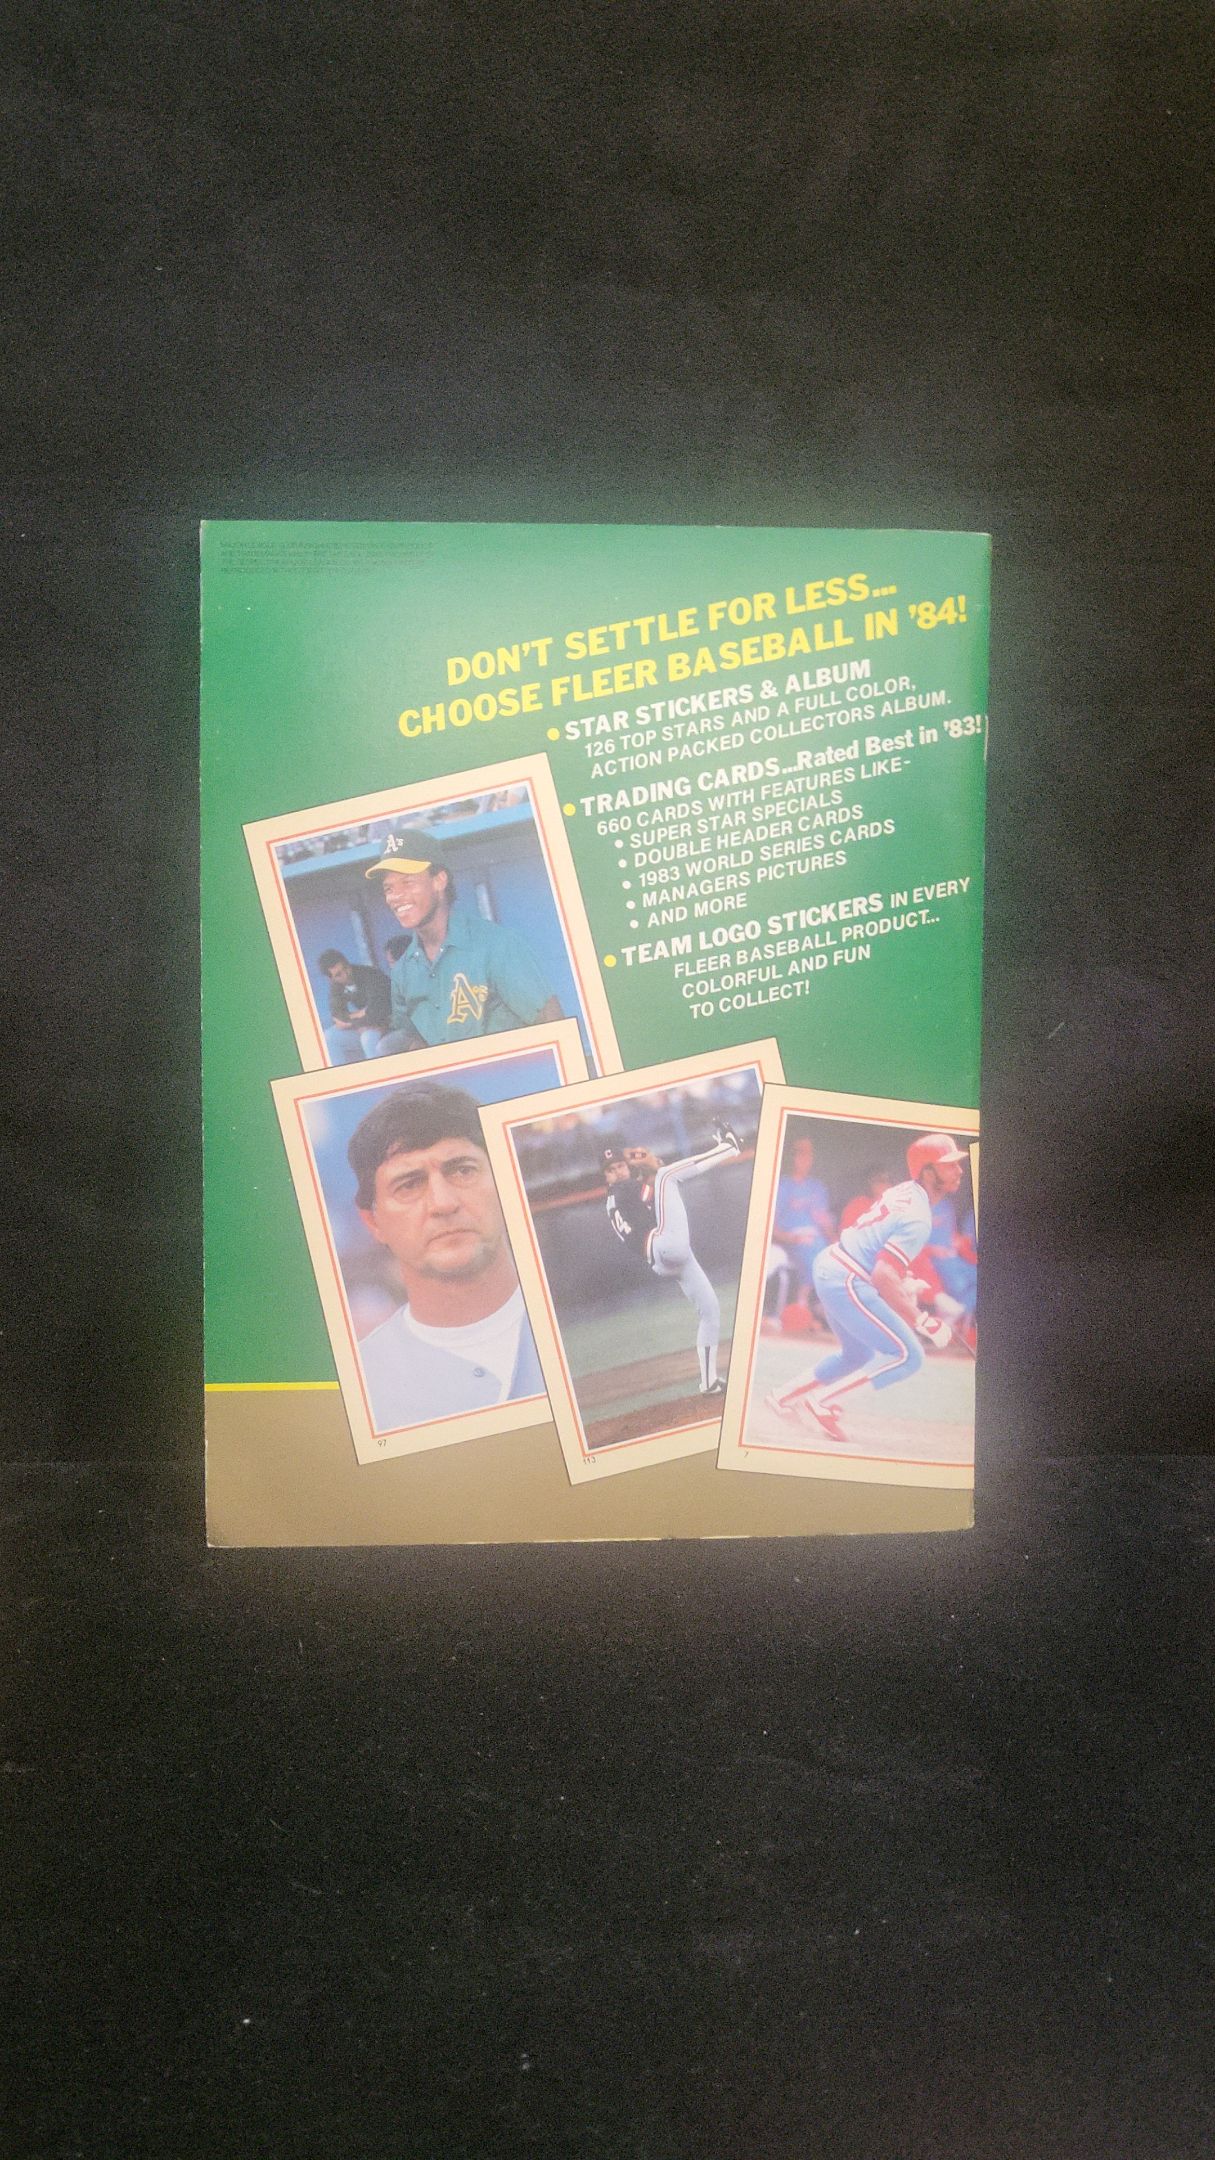 DON'T SETTLE FOR LESS...
CHOOSE FLEER BASEBALL IN '84!
• STAR STICKERS & ALBUM
126 TOP STARS AND A FULL COLOR,
ACTION PACKED COLLECTORS ALBUM.
• TRADING CARDS...Rated Best in '83!
660 CARDS WITH FEATURES LIKE-
• SUPER STAR SPECIALS
• DOUBLE HEADER CARDS
• 1983 WORLD SERIES CARDS
• MANAGERS PICTURES
• AND MORE
• TEAM LOGO STICKERS IN EVERY
FLEER BASEBALL PRODUCT...
COLORFUL AND FUN
TO COLLECT!
A's
A's
C
97
113
7